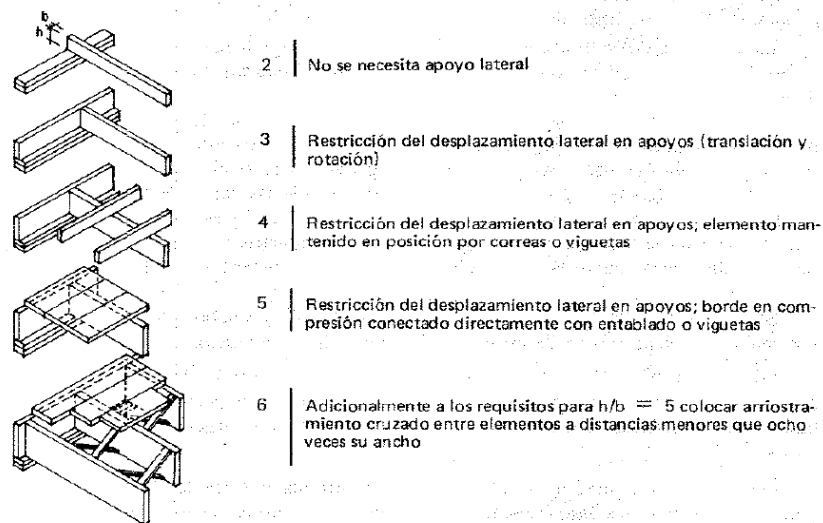 b
h
2 No se necesita apoyo lateral
3 Restricción del desplazamiento lateral en apoyos (translación y
rotación)
4 Restricción del desplazamiento lateral en apoyos; elemento man-
tenido en posición por correas o viguetas
5 Restricción del desplazamiento lateral en apoyos; borde en com-
presión conectado directamente con entablado o viguetas
6 Adicionalmente a los requisitos para h/b = 5 colocar arriostra-
miento cruzado entre elementos a distancias menores que ocho
veces su ancho